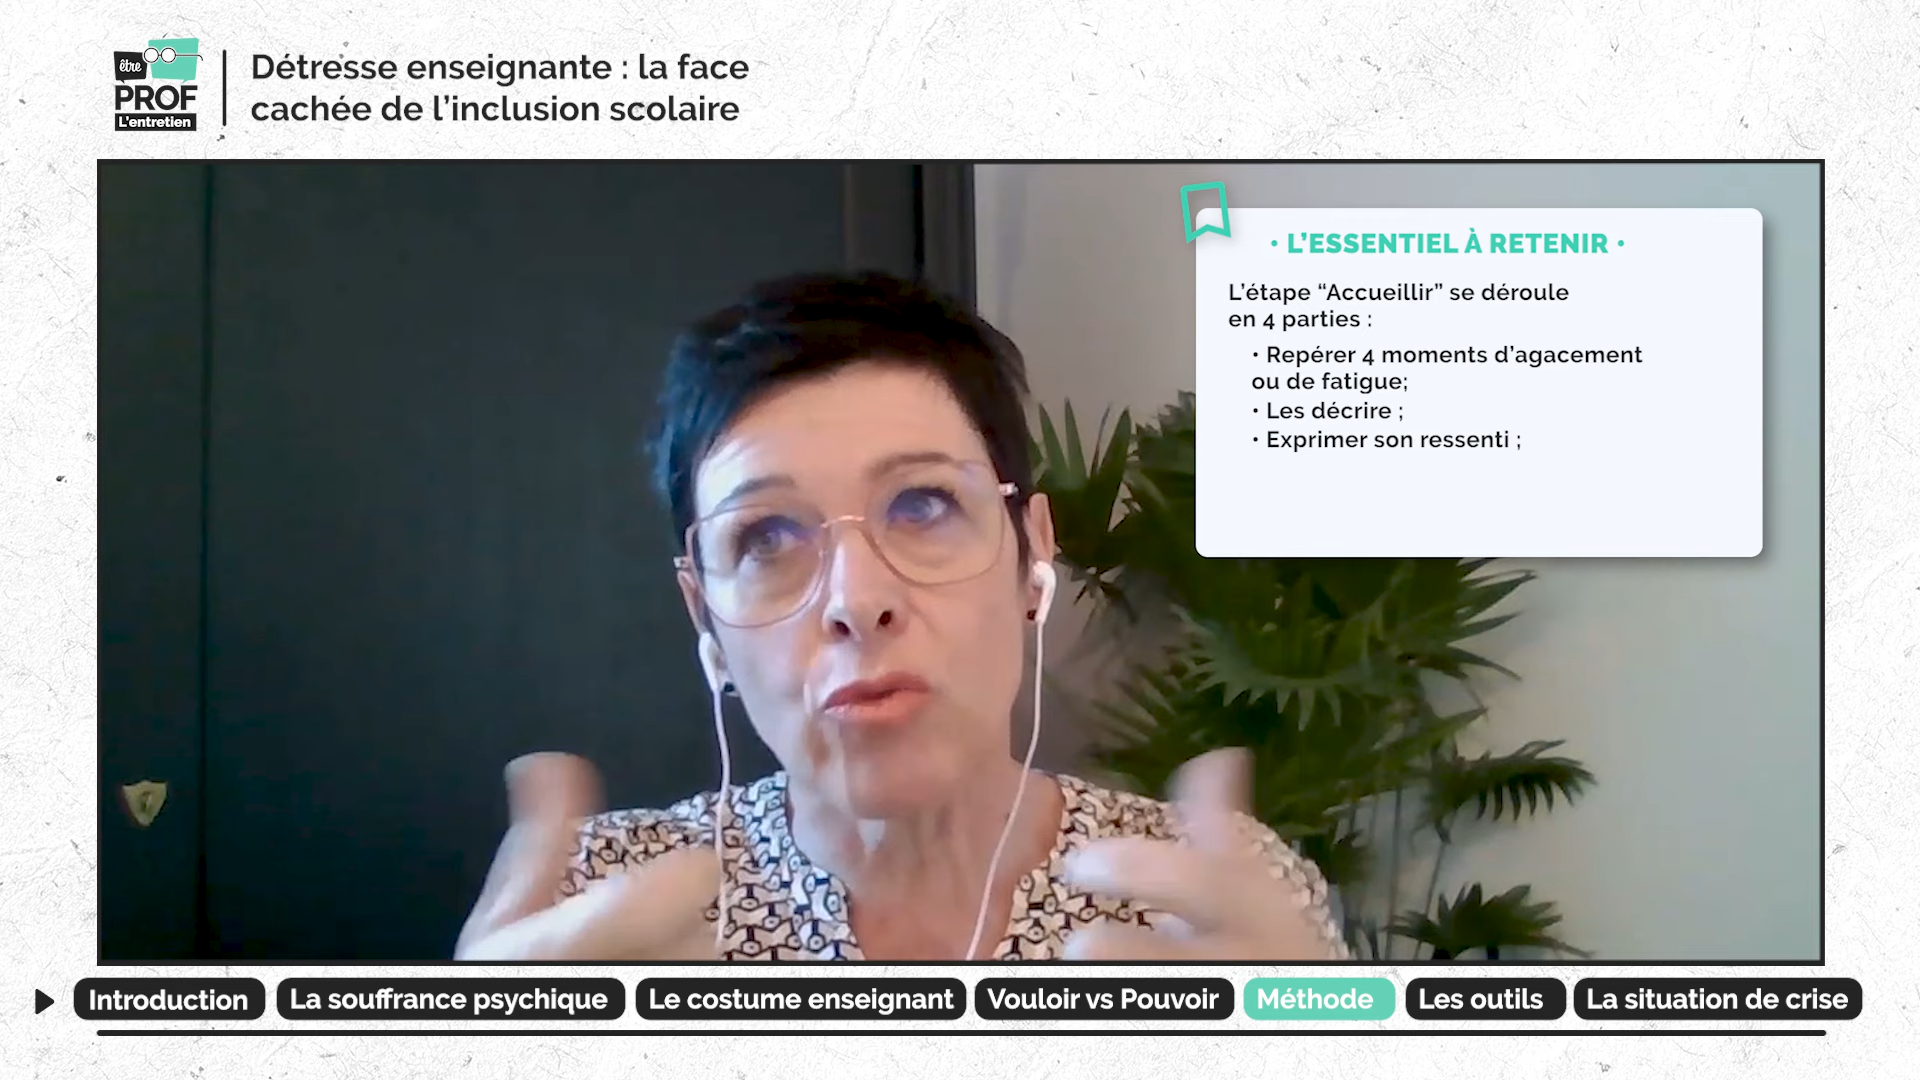 être
PROF
L'entretien
Détresse enseignante : la face
cachée de l'inclusion scolaire
• L'ESSENTIEL À RETENIR •
L'étape “Accueillir” se déroule
en 4 parties :
• Repérer 4 moments d'agacement
ou de fatigue;
• Les décrire ;
• Exprimer son ressenti ;
Introduction
La souffrance psychique
Le costume enseignant
Vouloir vs Pouvoir
Méthode
Les outils
La situation de crise